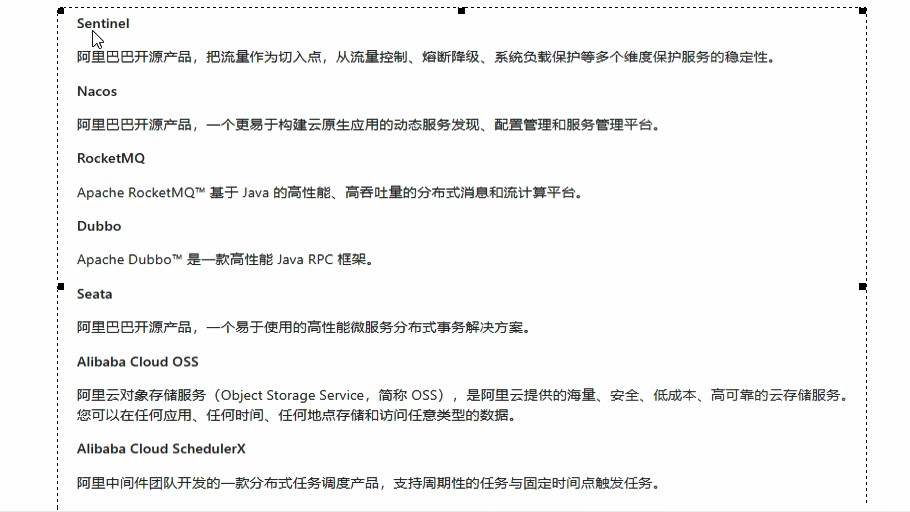 Sentinel
阿里巴巴开源产品，把流量作为切入点，从流量控制、熔断降级、系统负载保护等多个维度保护服务的稳定性。
Nacos
阿里巴巴开源产品，一个更易于构建云原生应用的动态服务发现、配置管理和服务管理平台。
RocketMQ
Apache RocketMQ™ 基于 Java 的高性能、高吞吐量的分布式消息和流计算平台。
Dubbo
Apache Dubbo™ 是一款高性能 Java RPC 框架。
Seata
阿里巴巴开源产品，一个易于使用的高性能微服务分布式事务解决方案。
Alibaba Cloud OSS
阿里云对象存储服务（Object Storage Service，简称 OSS），是阿里云提供的海量、安全、低成本、高可靠的云存储服务。
您可以在任何应用、任何时间、任何地点存储和访问任意类型的数据。
Alibaba Cloud SchedulerX
阿里中间件团队开发的一款分布式任务调度产品，支持周期性的任务与固定时间点触发任务。